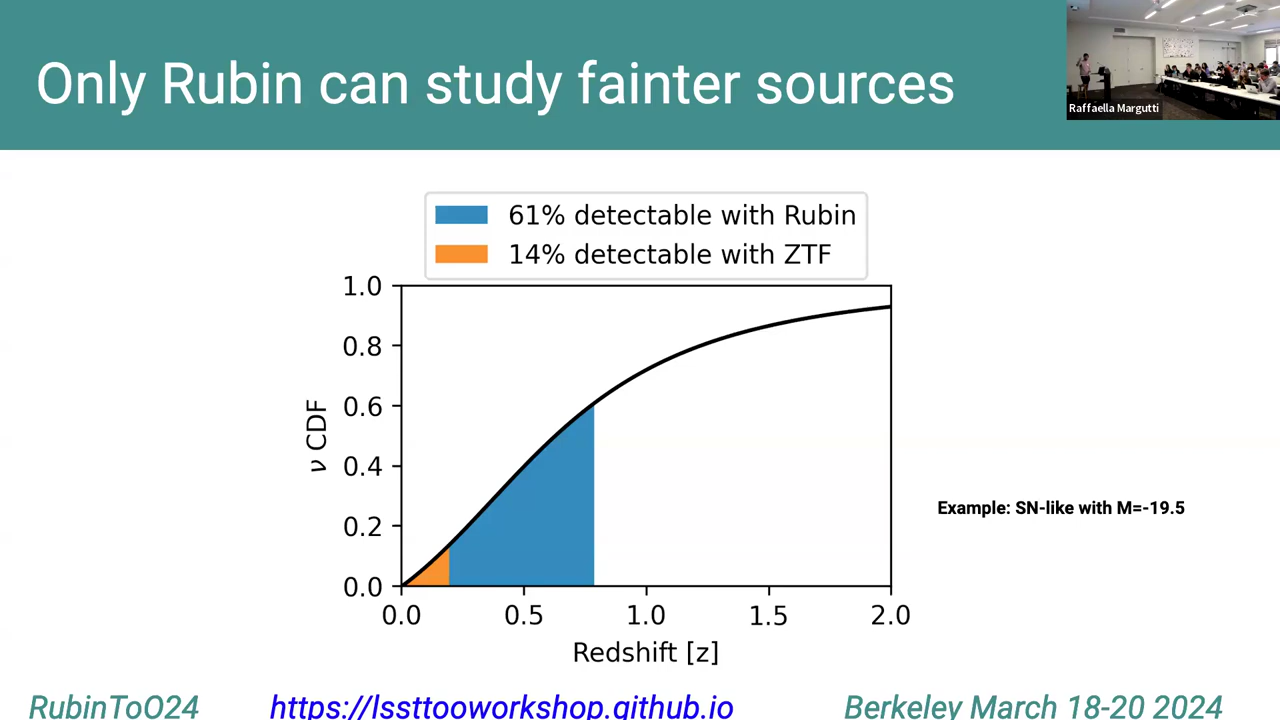 Only Rubin can study fainter sources
Raffaella Margutti
61% detectable with Rubin
14% detectable with ZTF
1.0
0.8
0.6
0.4
0.2
0.0
ν CDF
0.0 0.5 1.0 1.5 2.0
Redshift [z]
Example: SN-like with M=-19.5
RubinToO24 https://lssttooworkshop.github.io Berkeley March 18-20 2024